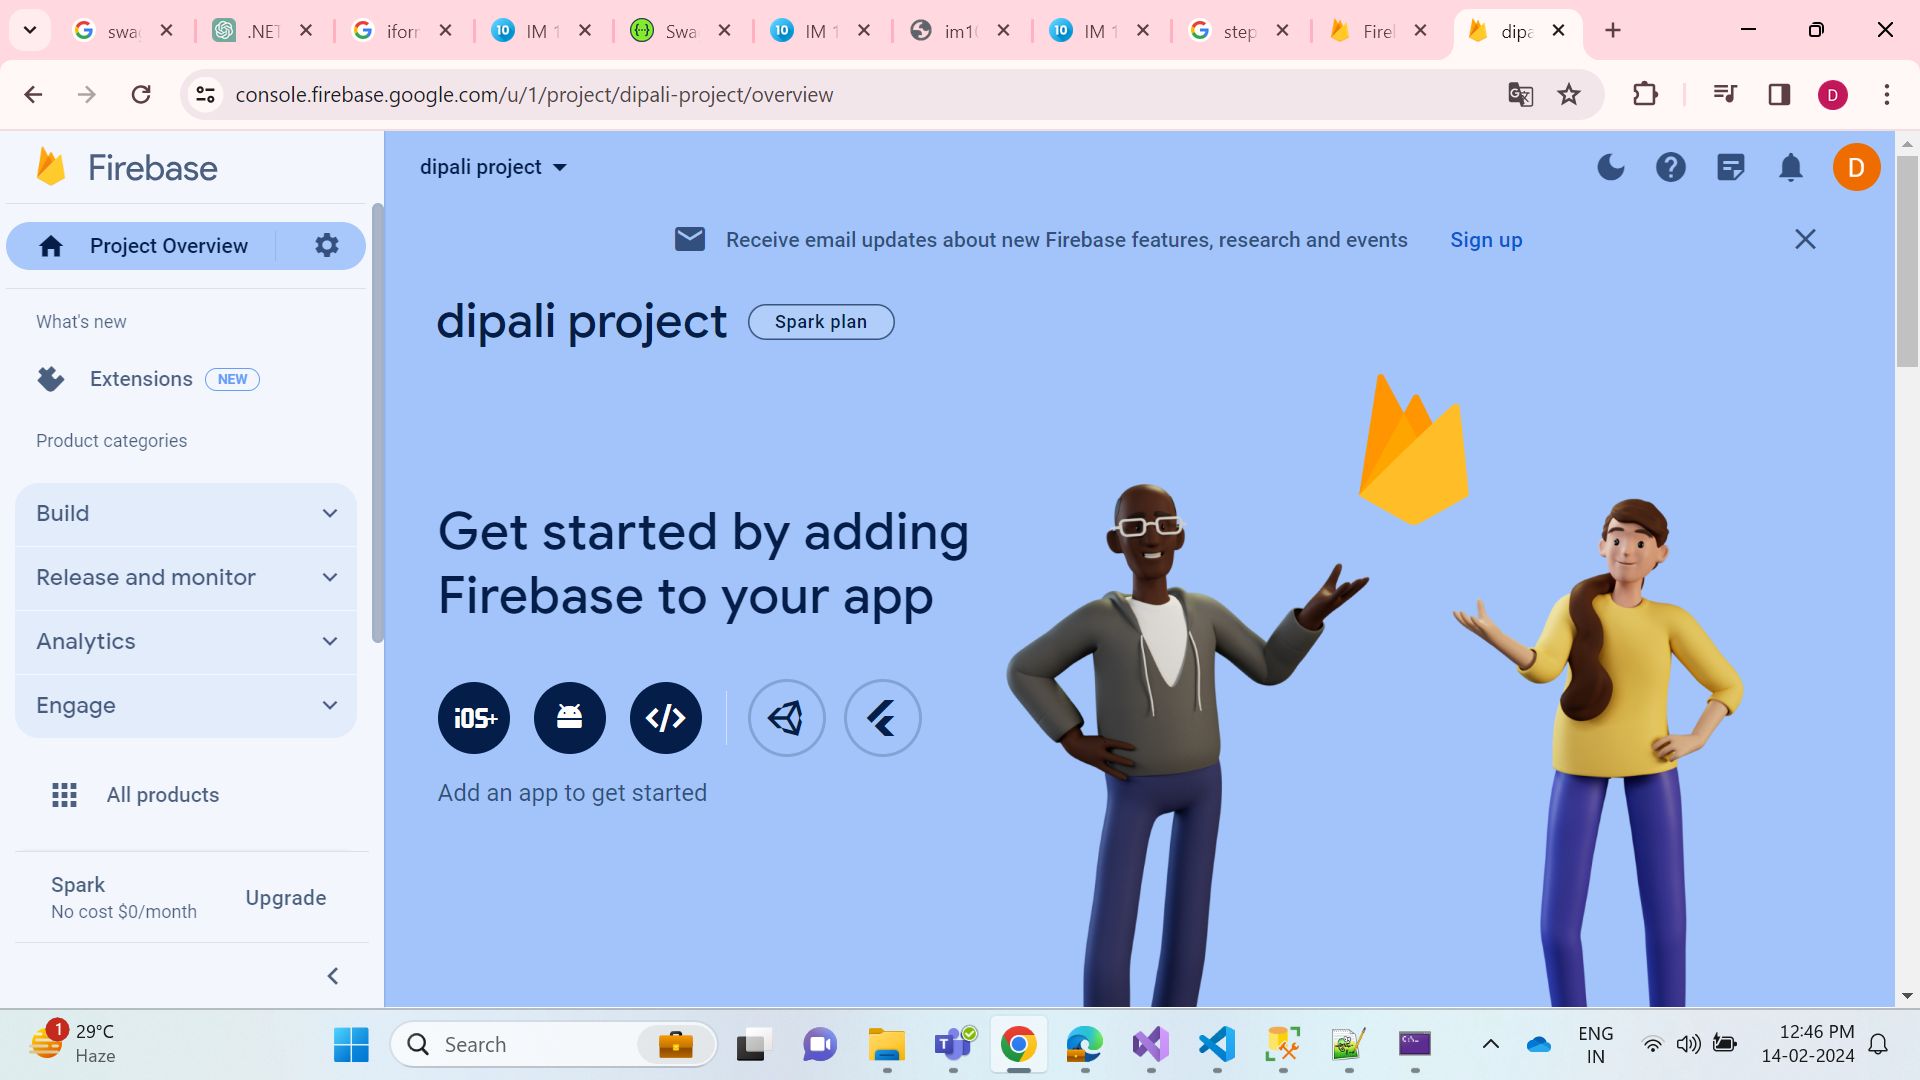 swa
.NET
ifor
IM 1
Swa
IM 1
im10
IM 1
step
Fire
dipa
console.firebase.google.com/u/1/project/dipali-project/overview
D
Firebase
dipali project
D
Project Overview
Receive email updates about new Firebase features, research and events
Sign up
What's new
dipali project
Spark plan
Extensions
NEW
Product categories
Build
Get started by adding
Firebase to your app
Release and monitor
Analytics
Engage
iOS+
Add an app to get started
All products
Spark
No cost $0/month
Upgrade
1
29°C
Haze
Search
ENG
IN
12:46 PM
14-02-2024